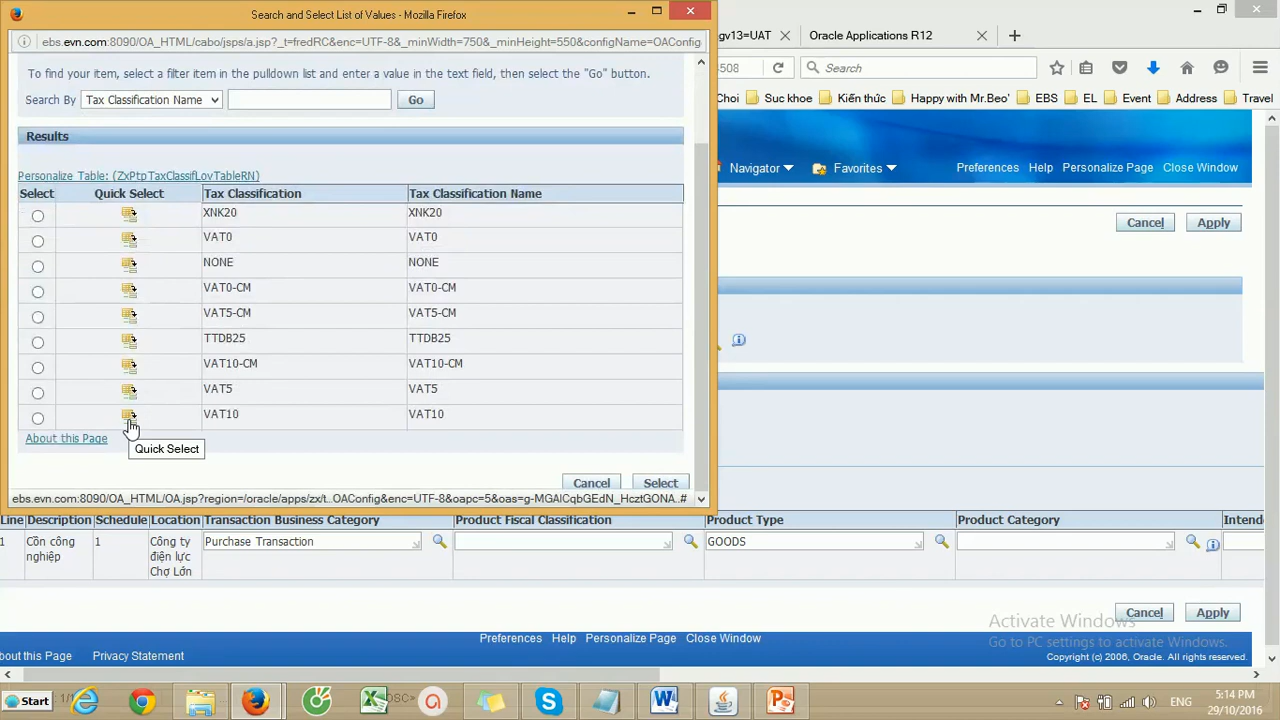 Search and Select List of Values - Mozilla Firefox
ebs.evn.com:8090/OA_HTML/cabo/jsps/a.jsp?_t=fredRC&enc=UTF-8&_minWidth=750&_minHeight=550&configName=OAConfig
To find your item, select a filter item in the pulldown list and enter a value in the text field, then select the "Go" button.
Search By Tax Classification Name Go
Results
Personalize Table: (ZxPtpTaxClassifLovTableRN)
Select Quick Select Tax Classification Tax Classification Name
XNK20 XNK20
VAT0 VAT0
NONE NONE
VAT0-CM VAT0-CM
VAT5-CM VAT5-CM
TTDB25 TTDB25
VAT10-CM VAT10-CM
VAT5 VAT5
VAT10 VAT10
About this Page
Quick Select
Cancel Select
ebs.evn.com:8090/OA_HTML/OA.jsp?region=/oracle/apps/zx/t...OAConfig&enc=UTF-8&oapc=5&oas=g-MGAlCqbGEdN_HcztGONA..#
gv13=UAT Oracle Applications R12
4508 Search
Choi Suc khoe Kiến thức Happy with Mr.Beo' EBS EL Event Address Travel
Navigator Favorites Preferences Help Personalize Page Close Window
Cancel Apply
Line Description Schedule Location Transaction Business Category Product Fiscal Classification Product Type Product Category Intende
1 Cồn công nghiệp 1 Công ty điện lực Chợ Lớn Purchase Transaction GOODS
Cancel Apply
Activate Windows
Go to PC settings to activate Windows.
Preferences Help Personalize Page Close Window
bout this Page Privacy Statement Copyright (c) 2006, Oracle. All rights reserved.
Start ENG
5:14 PM
29/10/2016